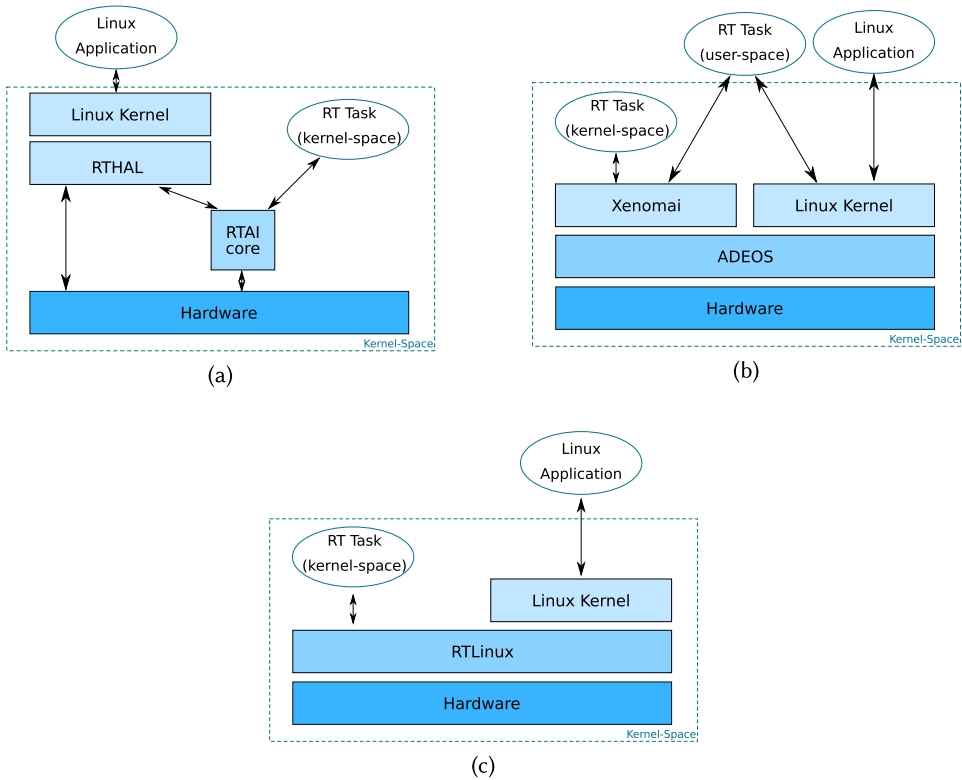 Linux
Application
Linux Kernel
RT Task
(kernel-space)
RTHAL
RTAI
core
Hardware
Kernel-Space
(a)
RT Task
(user-space)
Linux
Application
RT Task
(kernel-space)
Xenomai
Linux Kernel
ADEOS
Hardware
Kernel-Space
(b)
Linux
Application
RT Task
(kernel-space)
Linux Kernel
RTLinux
Hardware
Kernel-Space
(c)